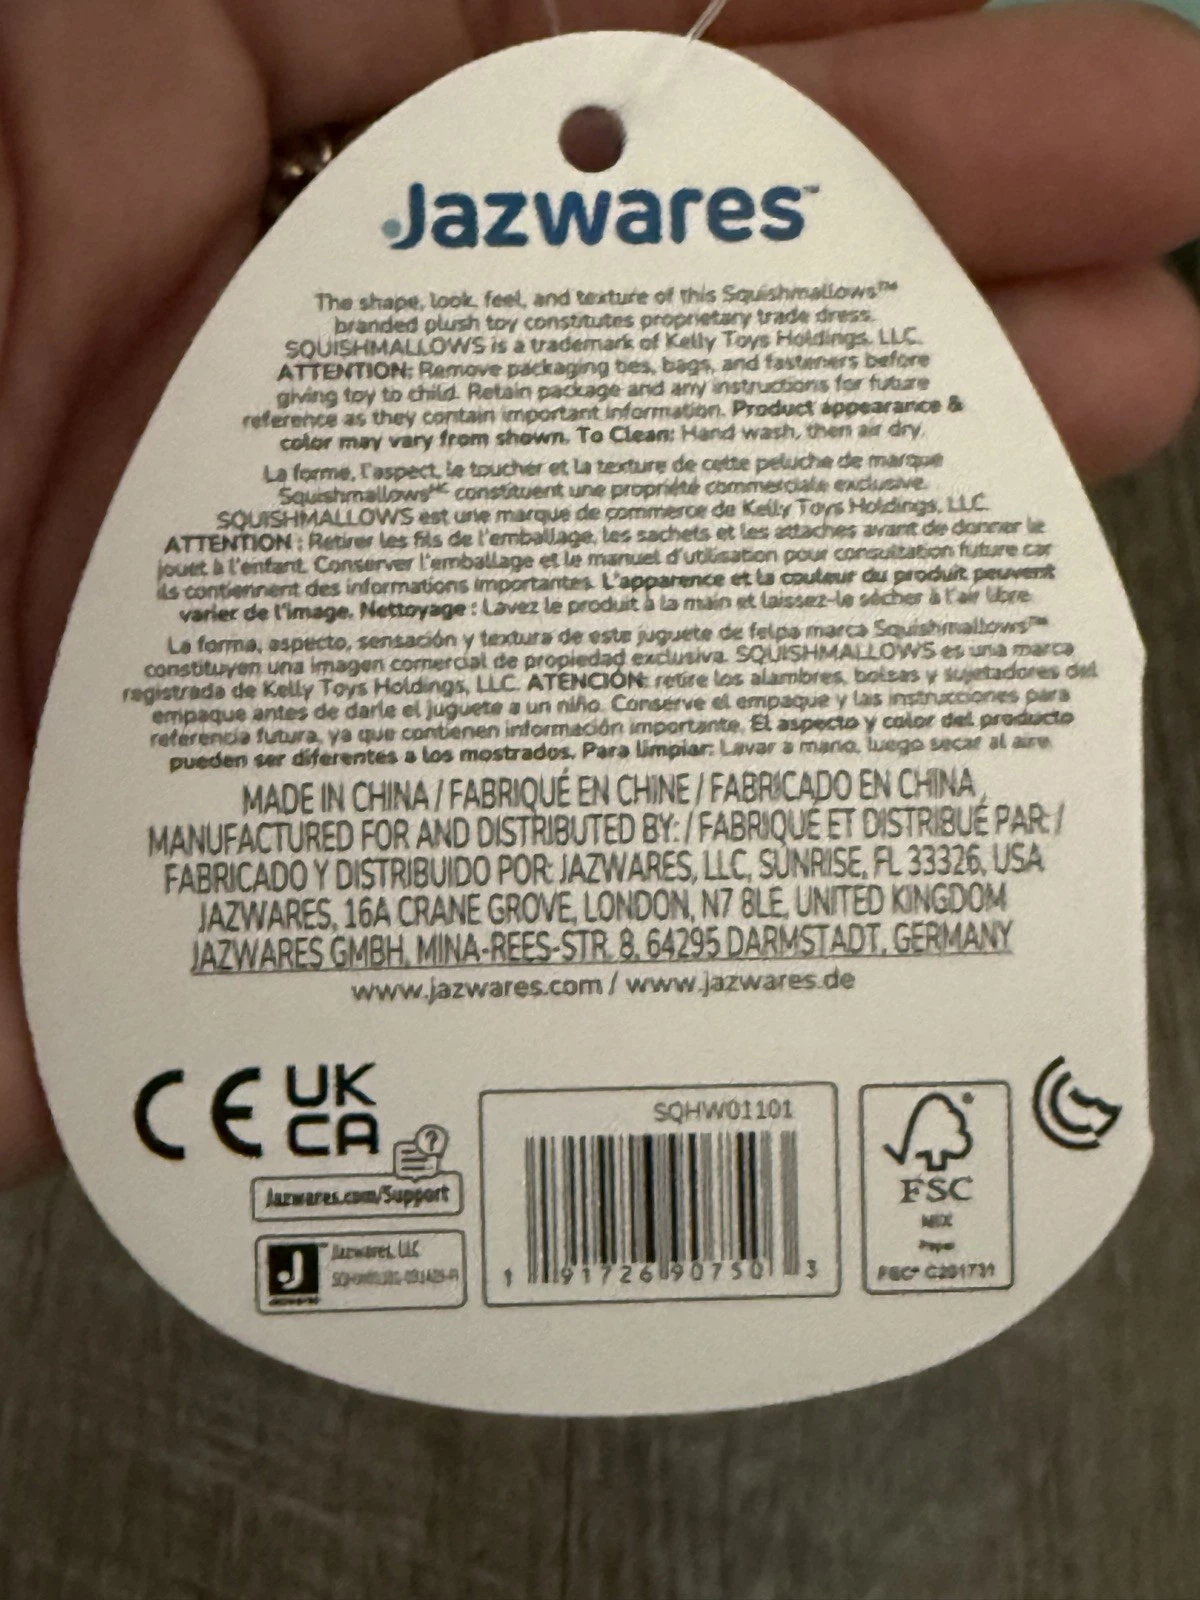 Jazwares™
The shape, look, feel, and texture of this Squishmallows™
branded plush toy constitutes proprietary trade dress.
SQUISHMALLOWS is a trademark of Kelly Toys Holdings, LLC.
ATTENTION: Remove packaging ties, bags, and fasteners before
giving toy to child. Retain package and any instructions for future
reference as they contain important information. Product appearance &
color may vary from shown. To Clean: Hand wash, then air dry.
La forme, l'aspect, le toucher et la texture de cette peluche de marque
Squishmallowsᴹᶜ constituent une propriété commerciale exclusive.
SQUISHMALLOWS est une marque de commerce de Kelly Toys Holdings, LLC.
ATTENTION : Retirer les fils de l'emballage, les sachets et les attaches avant de donner le
jouet à l'enfant. Conserver l'emballage et le manuel d'utilisation pour consultation future car
ils contiennent des informations importantes. L'apparence et la couleur du produit peuvent
varier de l'image. Nettoyage : Lavez le produit à la main et laissez-le sécher à l'air libre.
La forma, aspecto, sensación y textura de este juguete de felpa marca Squishmallows™
constituyen una imagen comercial de propiedad exclusiva. SQUISHMALLOWS es una marca
registrada de Kelly Toys Holdings, LLC. ATENCIÓN: retire los alambres, bolsas y sujetadores del
empaque antes de darle el juguete a un niño. Conserve el empaque y las instrucciones para
referencia futura, ya que contienen información importante. El aspecto y color del producto
pueden ser diferentes a los mostrados. Para limpiar: Lavar a mano, luego secar al aire.
MADE IN CHINA / FABRIQUÉ EN CHINE / FABRICADO EN CHINA
MANUFACTURED FOR AND DISTRIBUTED BY: / FABRIQUÉ ET DISTRIBUÉ PAR: /
FABRICADO Y DISTRIBUIDO POR: JAZWARES, LLC, SUNRISE, FL 33326, USA
JAZWARES, 16A CRANE GROVE, LONDON, N7 8LE, UNITED KINGDOM
JAZWARES GMBH, MINA-REES-STR. 8, 64295 DARMSTADT, GERMANY
www.jazwares.com / www.jazwares.de
CE UK
CA
Jazwares.com/Support
Jazwares, LLC
SQHW01101
1 91726 90750 3
FSC
MIX
Paper
FSC® C201731